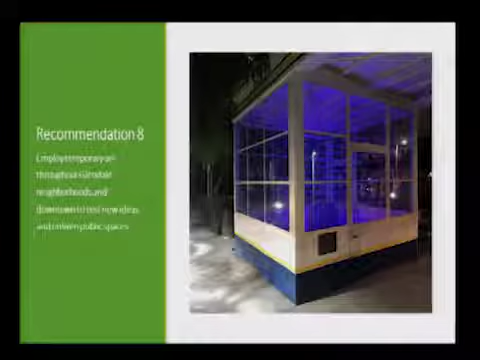 Recommendation 8
Employ temporary art
throughout Glendale
neighborhoods and
downtown to test new ideas
and enliven public spaces